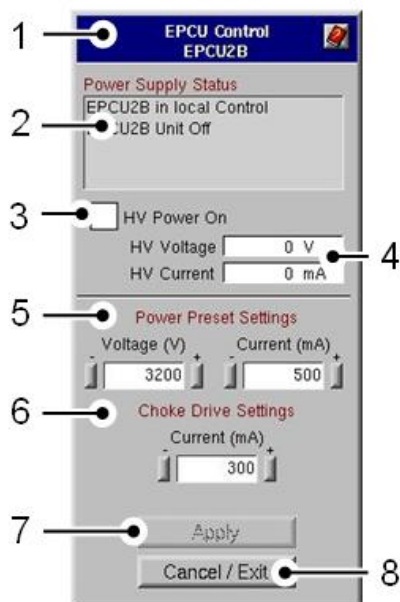 1
EPCU Control
EPCU2B
Power Supply Status
2
EPCU2B in local Control
CU2B Unit Off
3
HV Power On
HV Voltage 0 V
4
HV Current 0 mA
5
Power Preset Settings
Voltage (V) Current (mA)
- 3200 + - 500 +
6
Choke Drive Settings
Current (mA)
- 300 +
7
Apply
Cancel / Exit
8